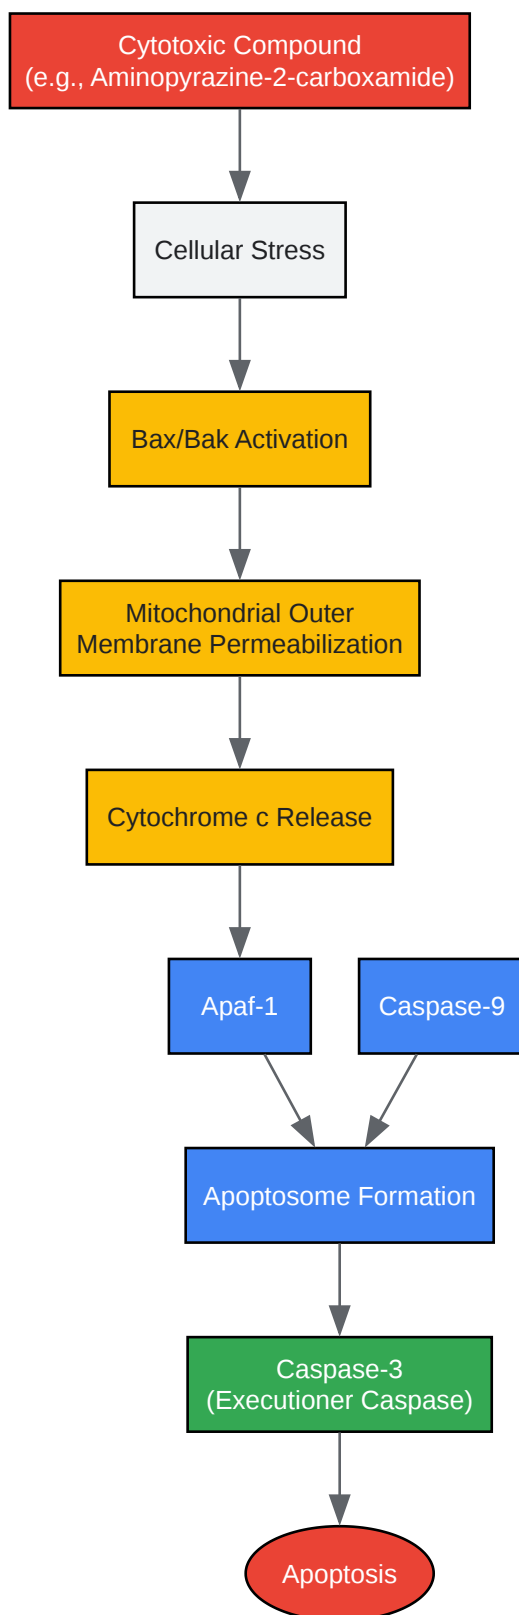 Cytotoxic Compound
(e.g., Aminopyrazine-2-carboxamide)
Cellular Stress
Bax/Bak Activation
Mitochondrial Outer
Membrane Permeabilization
Cytochrome c Release
Apaf-1
Caspase-9
Apoptosome Formation
Caspase-3
(Executioner Caspase)
Apoptosis